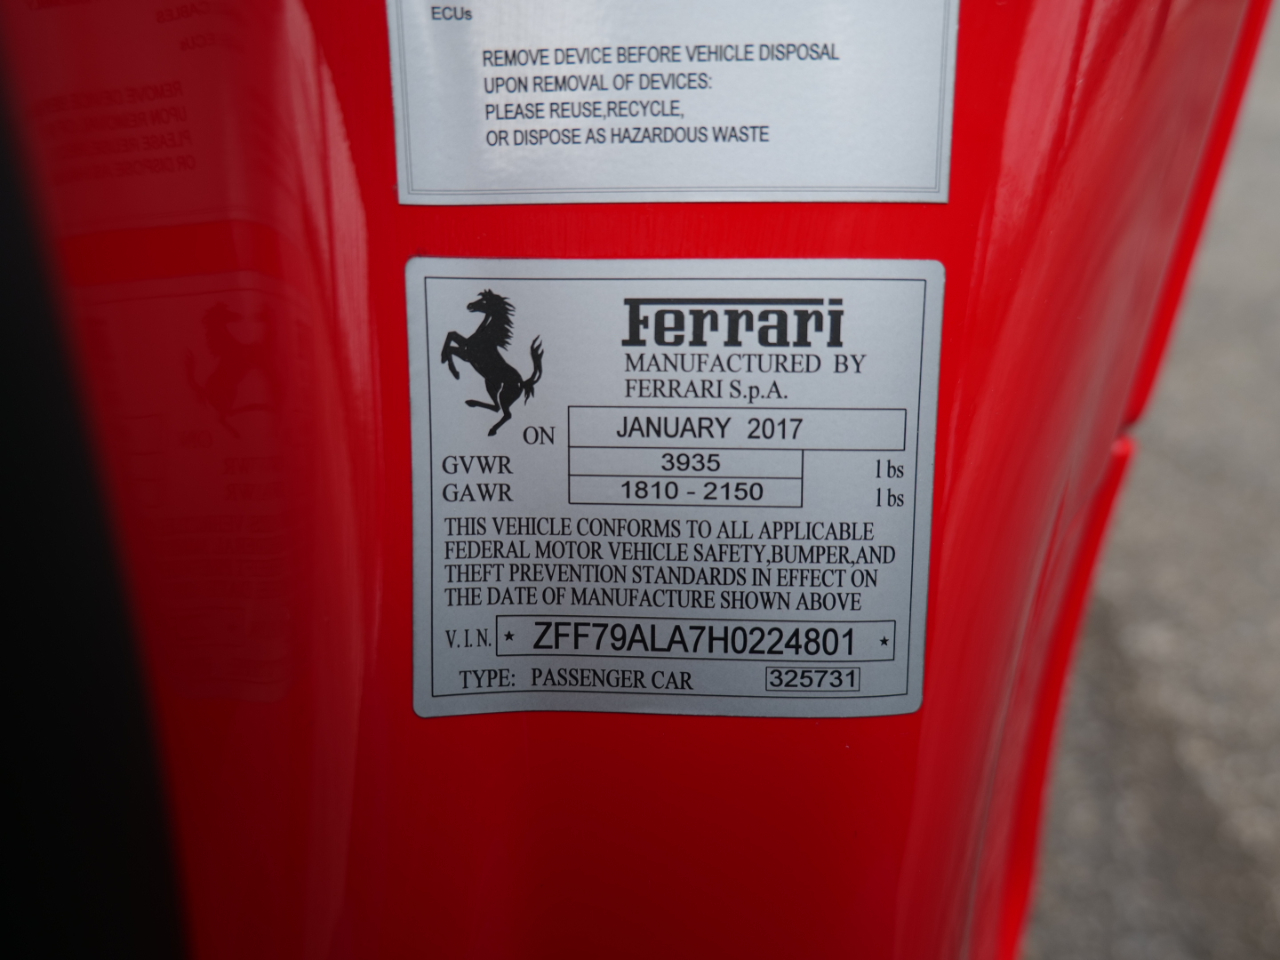 ECUs
REMOVE DEVICE BEFORE VEHICLE DISPOSAL
UPON REMOVAL OF DEVICES:
PLEASE REUSE,RECYCLE,
OR DISPOSE AS HAZARDOUS WASTE
Ferrari
MANUFACTURED BY
FERRARI S.p.A.
ON JANUARY 2017
GVWR 3935 lbs
GAWR 1810 - 2150 lbs
THIS VEHICLE CONFORMS TO ALL APPLICABLE
FEDERAL MOTOR VEHICLE SAFETY,BUMPER,AND
THEFT PREVENTION STANDARDS IN EFFECT ON
THE DATE OF MANUFACTURE SHOWN ABOVE
V.I.N. * ZFF79ALA7H0224801 *
TYPE: PASSENGER CAR 325731